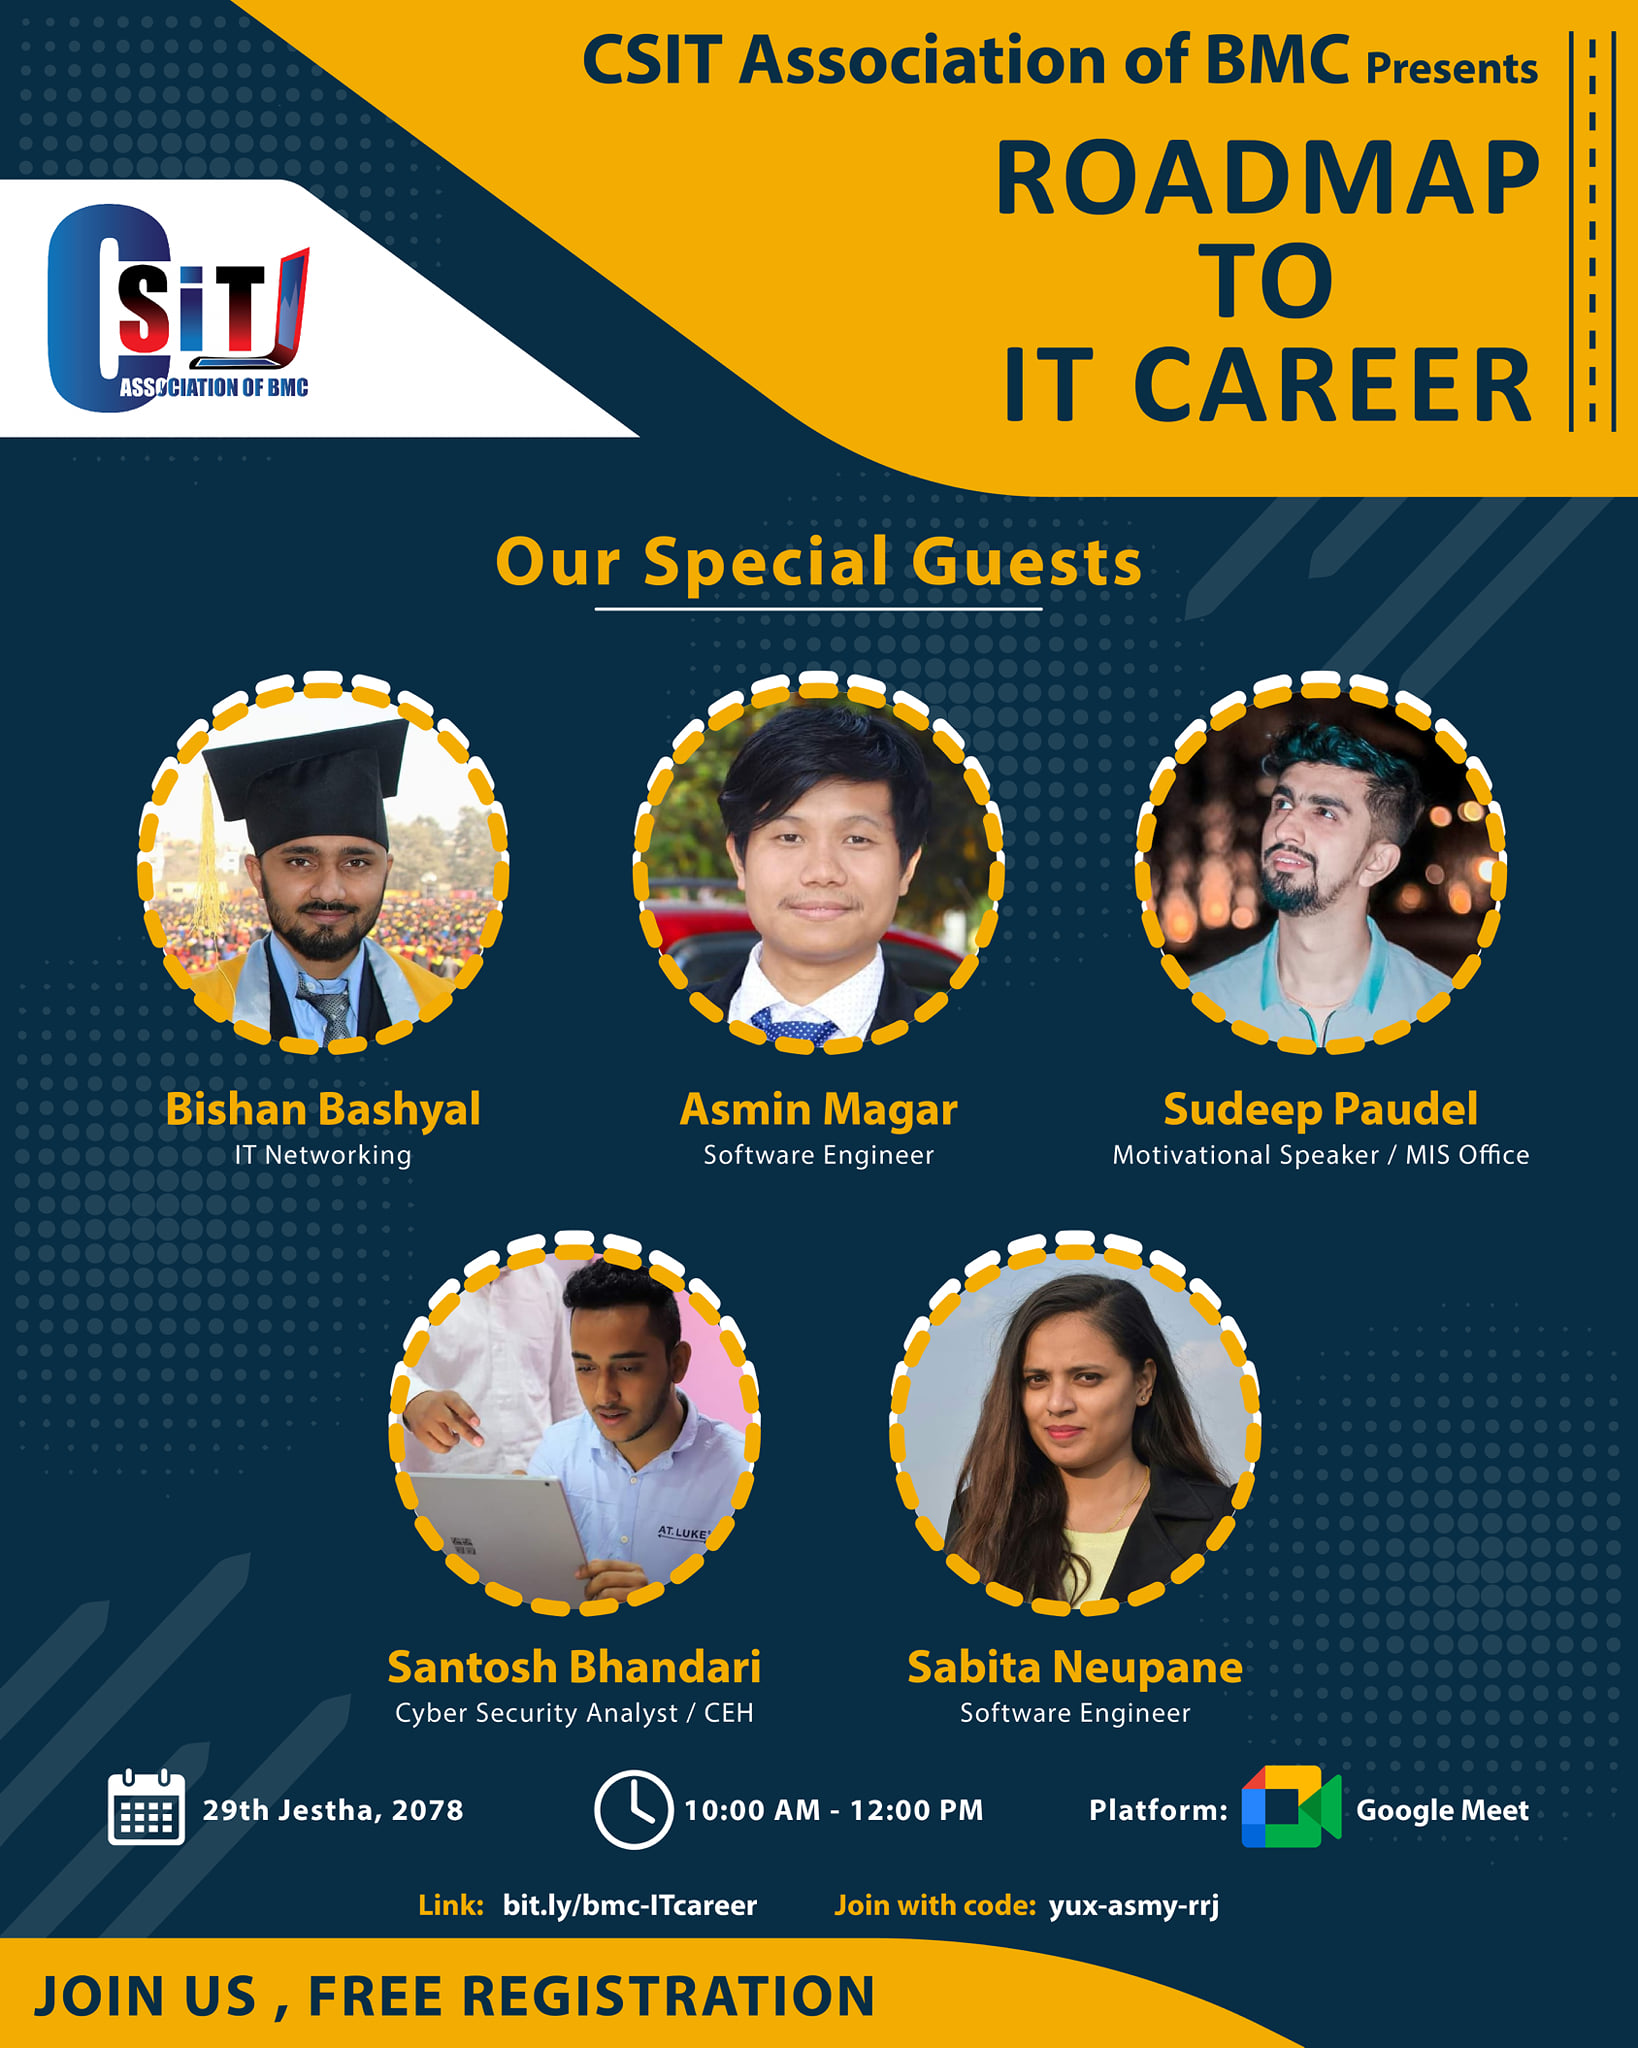 CSIT Association of BMC Presents
ROADMAP
TO
IT CAREER
CSiT
ASSOCIATION OF BMC
Our Special Guests
Bishan Bashyal
IT Networking
Asmin Magar
Software Engineer
Sudeep Paudel
Motivational Speaker / MIS Office
AT.LUKE
Santosh Bhandari
Cyber Security Analyst / CEH
Sabita Neupane
Software Engineer
29th Jestha, 2078
10:00 AM - 12:00 PM
Platform: Google Meet
Link: bit.ly/bmc-ITcareer
Join with code: yux-asmy-rrj
JOIN US , FREE REGISTRATION